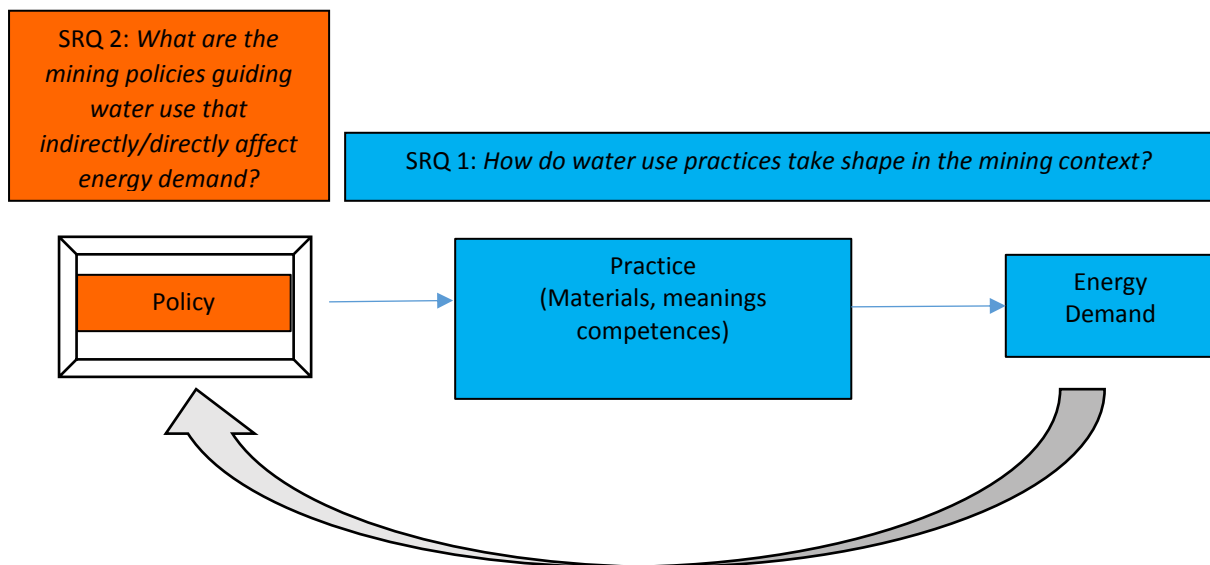 SRQ 2: What are the
mining policies guiding
water use that
indirectly/directly affect
energy demand?
SRQ 1: How do water use practices take shape in the mining context?
Policy
Practice
(Materials, meanings
competences)
Energy
Demand